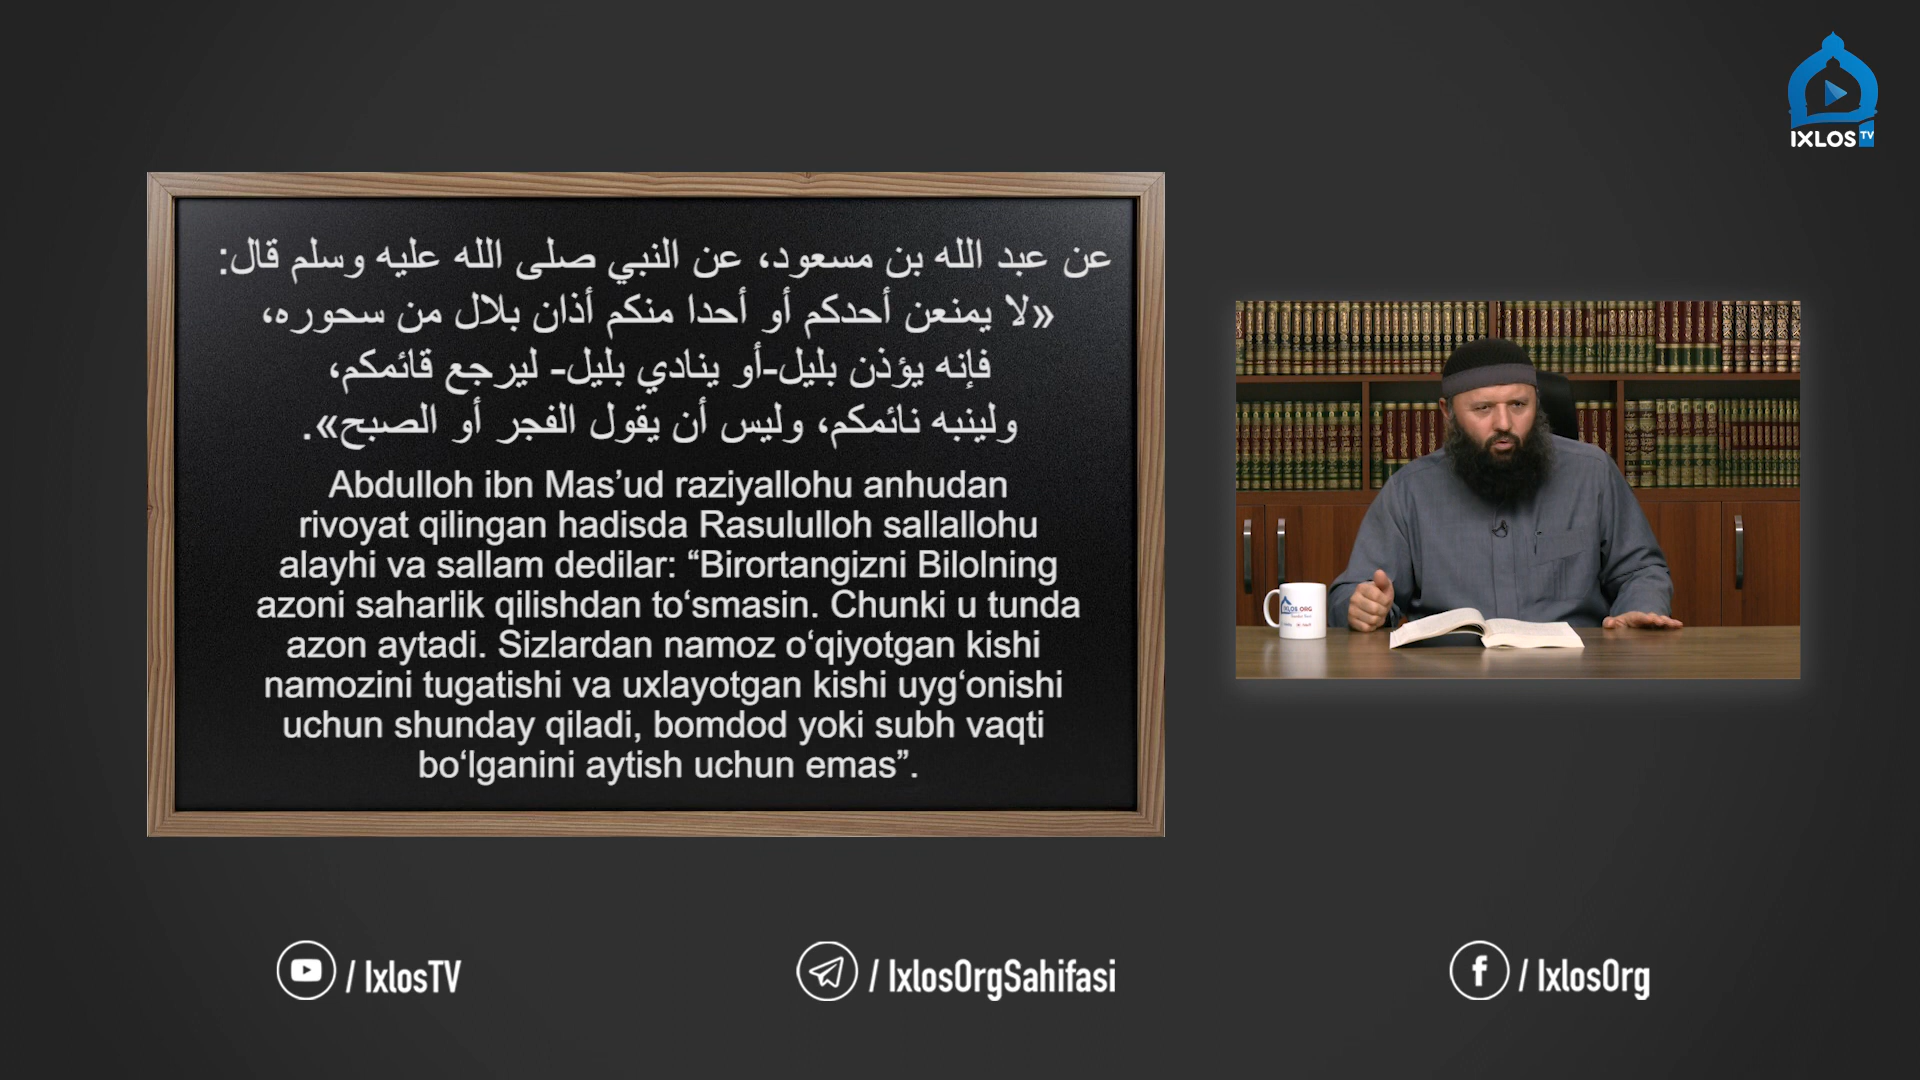 IXLOS TV
عن عبد الله بن مسعود، عن النبي صلى الله عليه وسلم قال:
«لا يمنعن أحدكم أو أحدا منكم أذان بلال من سحوره،
فإنه يؤذن بليل-أو ينادي بليل- ليرجع قائمكم،
ولينبه نائمكم، وليس أن يقول الفجر أو الصبح».
Abdulloh ibn Mas’ud raziyallohu anhudan
rivoyat qilingan hadisda Rasululloh sallallohu
alayhi va sallam dedilar: “Birortangizni Bilolning
azoni saharlik qilishdan to‘smasin. Chunki u tunda
azon aytadi. Sizlardan namoz o‘qiyotgan kishi
namozini tugatishi va uxlayotgan kishi uyg‘onishi
uchun shunday qiladi, bomdod yoki subh vaqti
bo‘lganini aytish uchun emas”.
IXLOS ORG
/ IxlosTV
/ IxlosOrgSahifasi
/ IxlosOrg